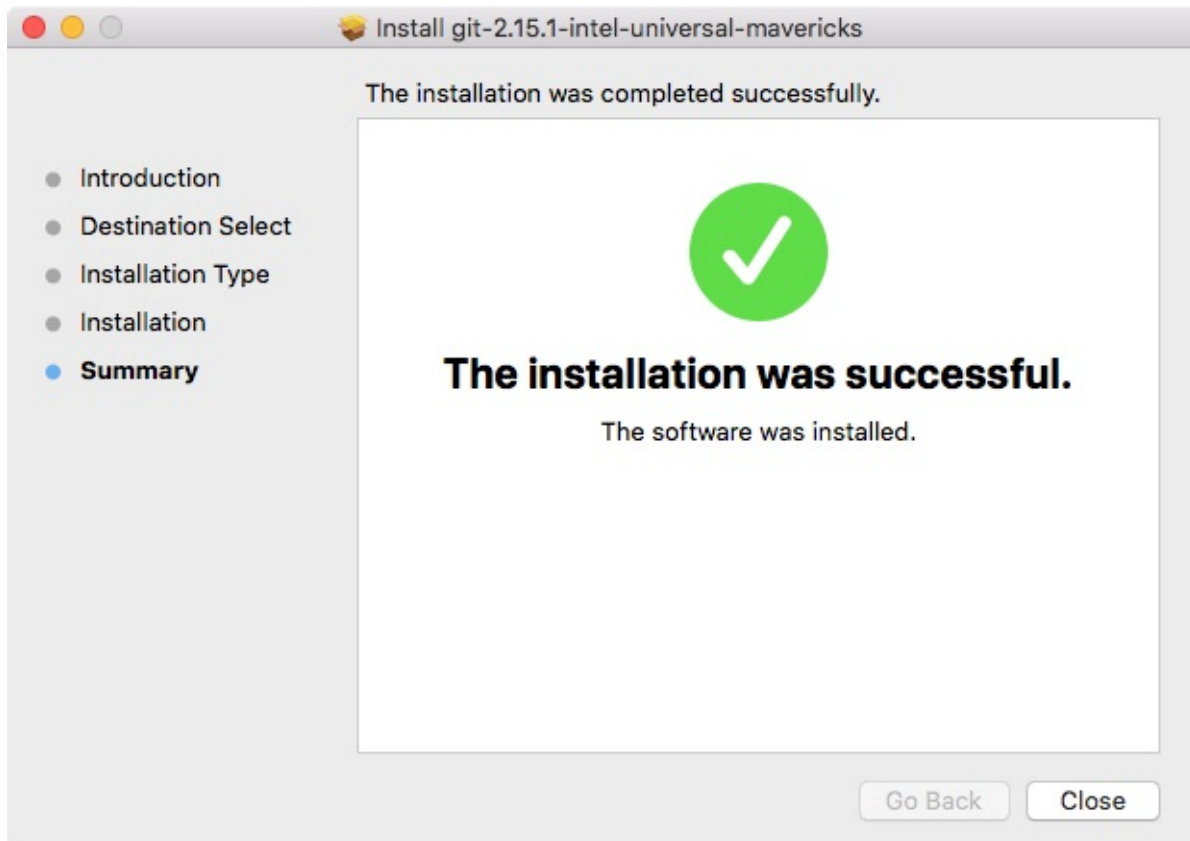 Install git-2.15.1-intel-universal-mavericks
The installation was completed successfully.
Introduction
Destination Select
Installation Type
Installation
Summary
The installation was successful.
The software was installed.
Go Back
Close